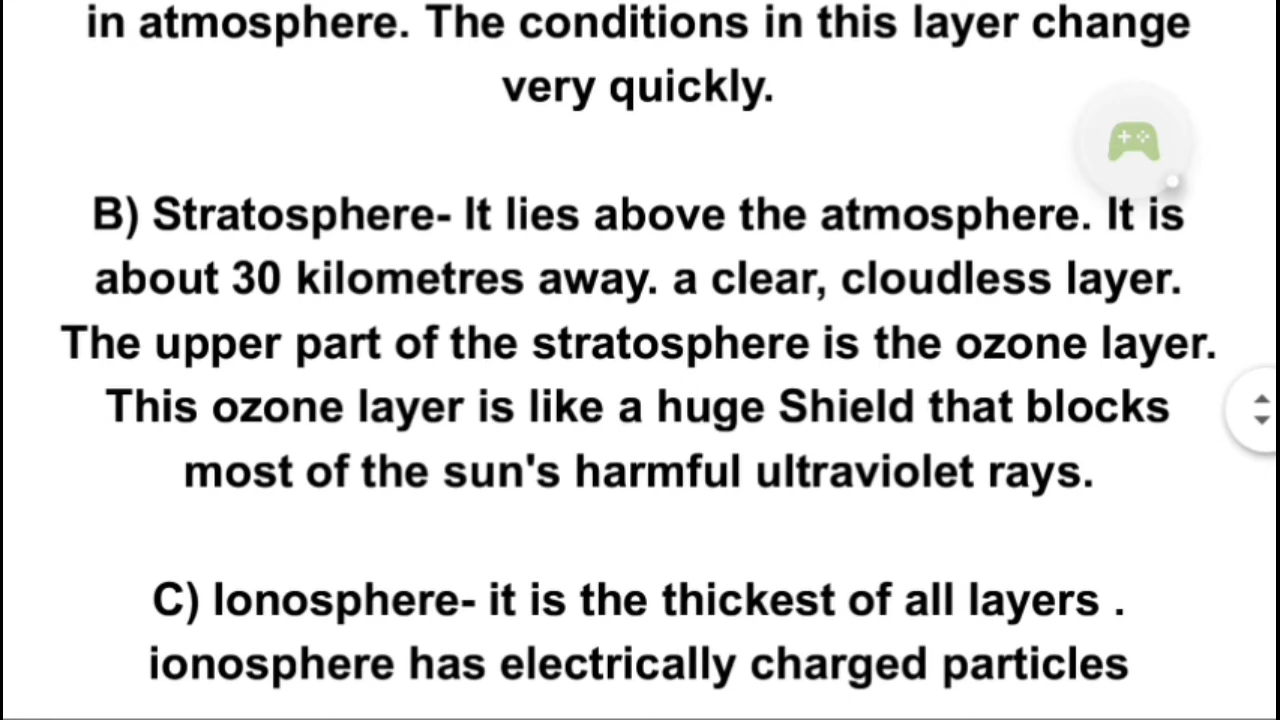 in atmosphere. The conditions in this layer change
very quickly.
B) Stratosphere- It lies above the atmosphere. It is
about 30 kilometres away. a clear, cloudless layer.
The upper part of the stratosphere is the ozone layer.
This ozone layer is like a huge Shield that blocks
most of the sun's harmful ultraviolet rays.
C) Ionosphere- it is the thickest of all layers .
ionosphere has electrically charged particles